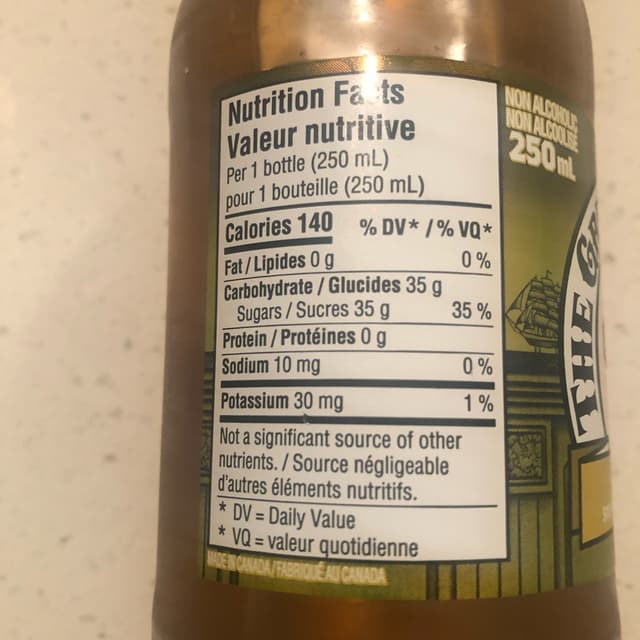 Nutrition Facts
Valeur nutritive
Per 1 bottle (250 mL)
pour 1 bouteille (250 mL)
Calories 140 % DV* / % VQ*
Fat / Lipides 0 g 0 %
Carbohydrate / Glucides 35 g
Sugars / Sucres 35 g 35 %
Protein / Protéines 0 g
Sodium 10 mg 0 %
Potassium 30 mg 1 %
Not a significant source of other
nutrients. / Source négligeable
d'autres éléments nutritifs.
* DV = Daily Value
* VQ = valeur quotidienne
MADE IN CANADA / FABRIQUÉ AU CANADA
NON ALCOHOLIC
NON ALCOOLISÉ
250 mL
THE